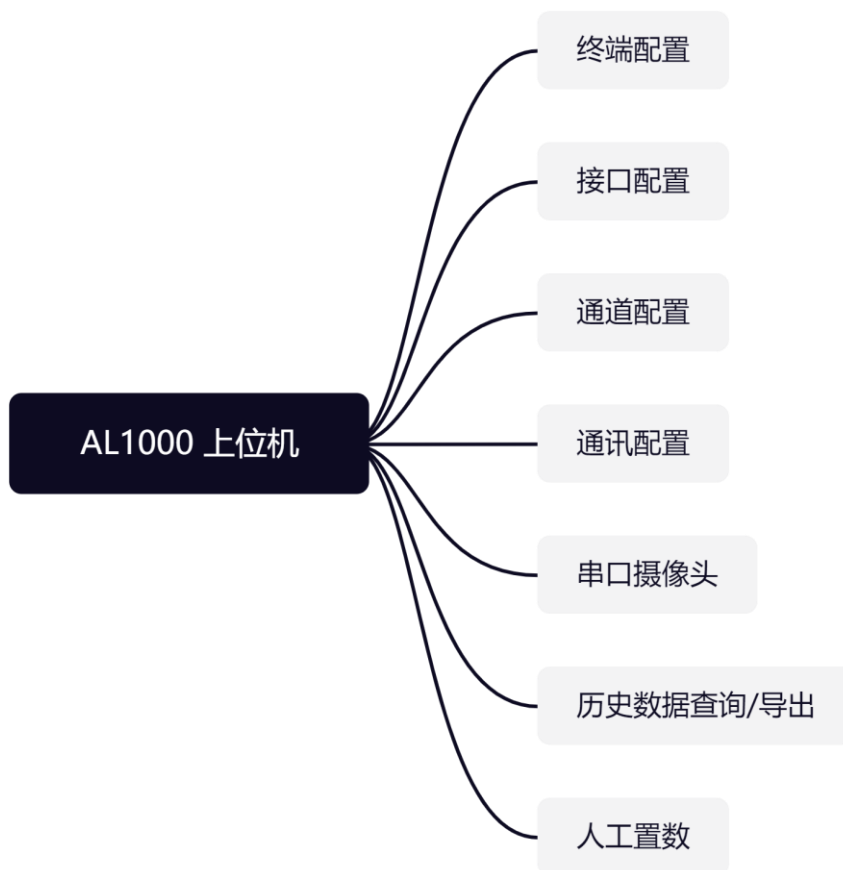 终端配置
接口配置
通道配置
AL1000 上位机
通讯配置
串口摄像头
历史数据查询/导出
人工置数